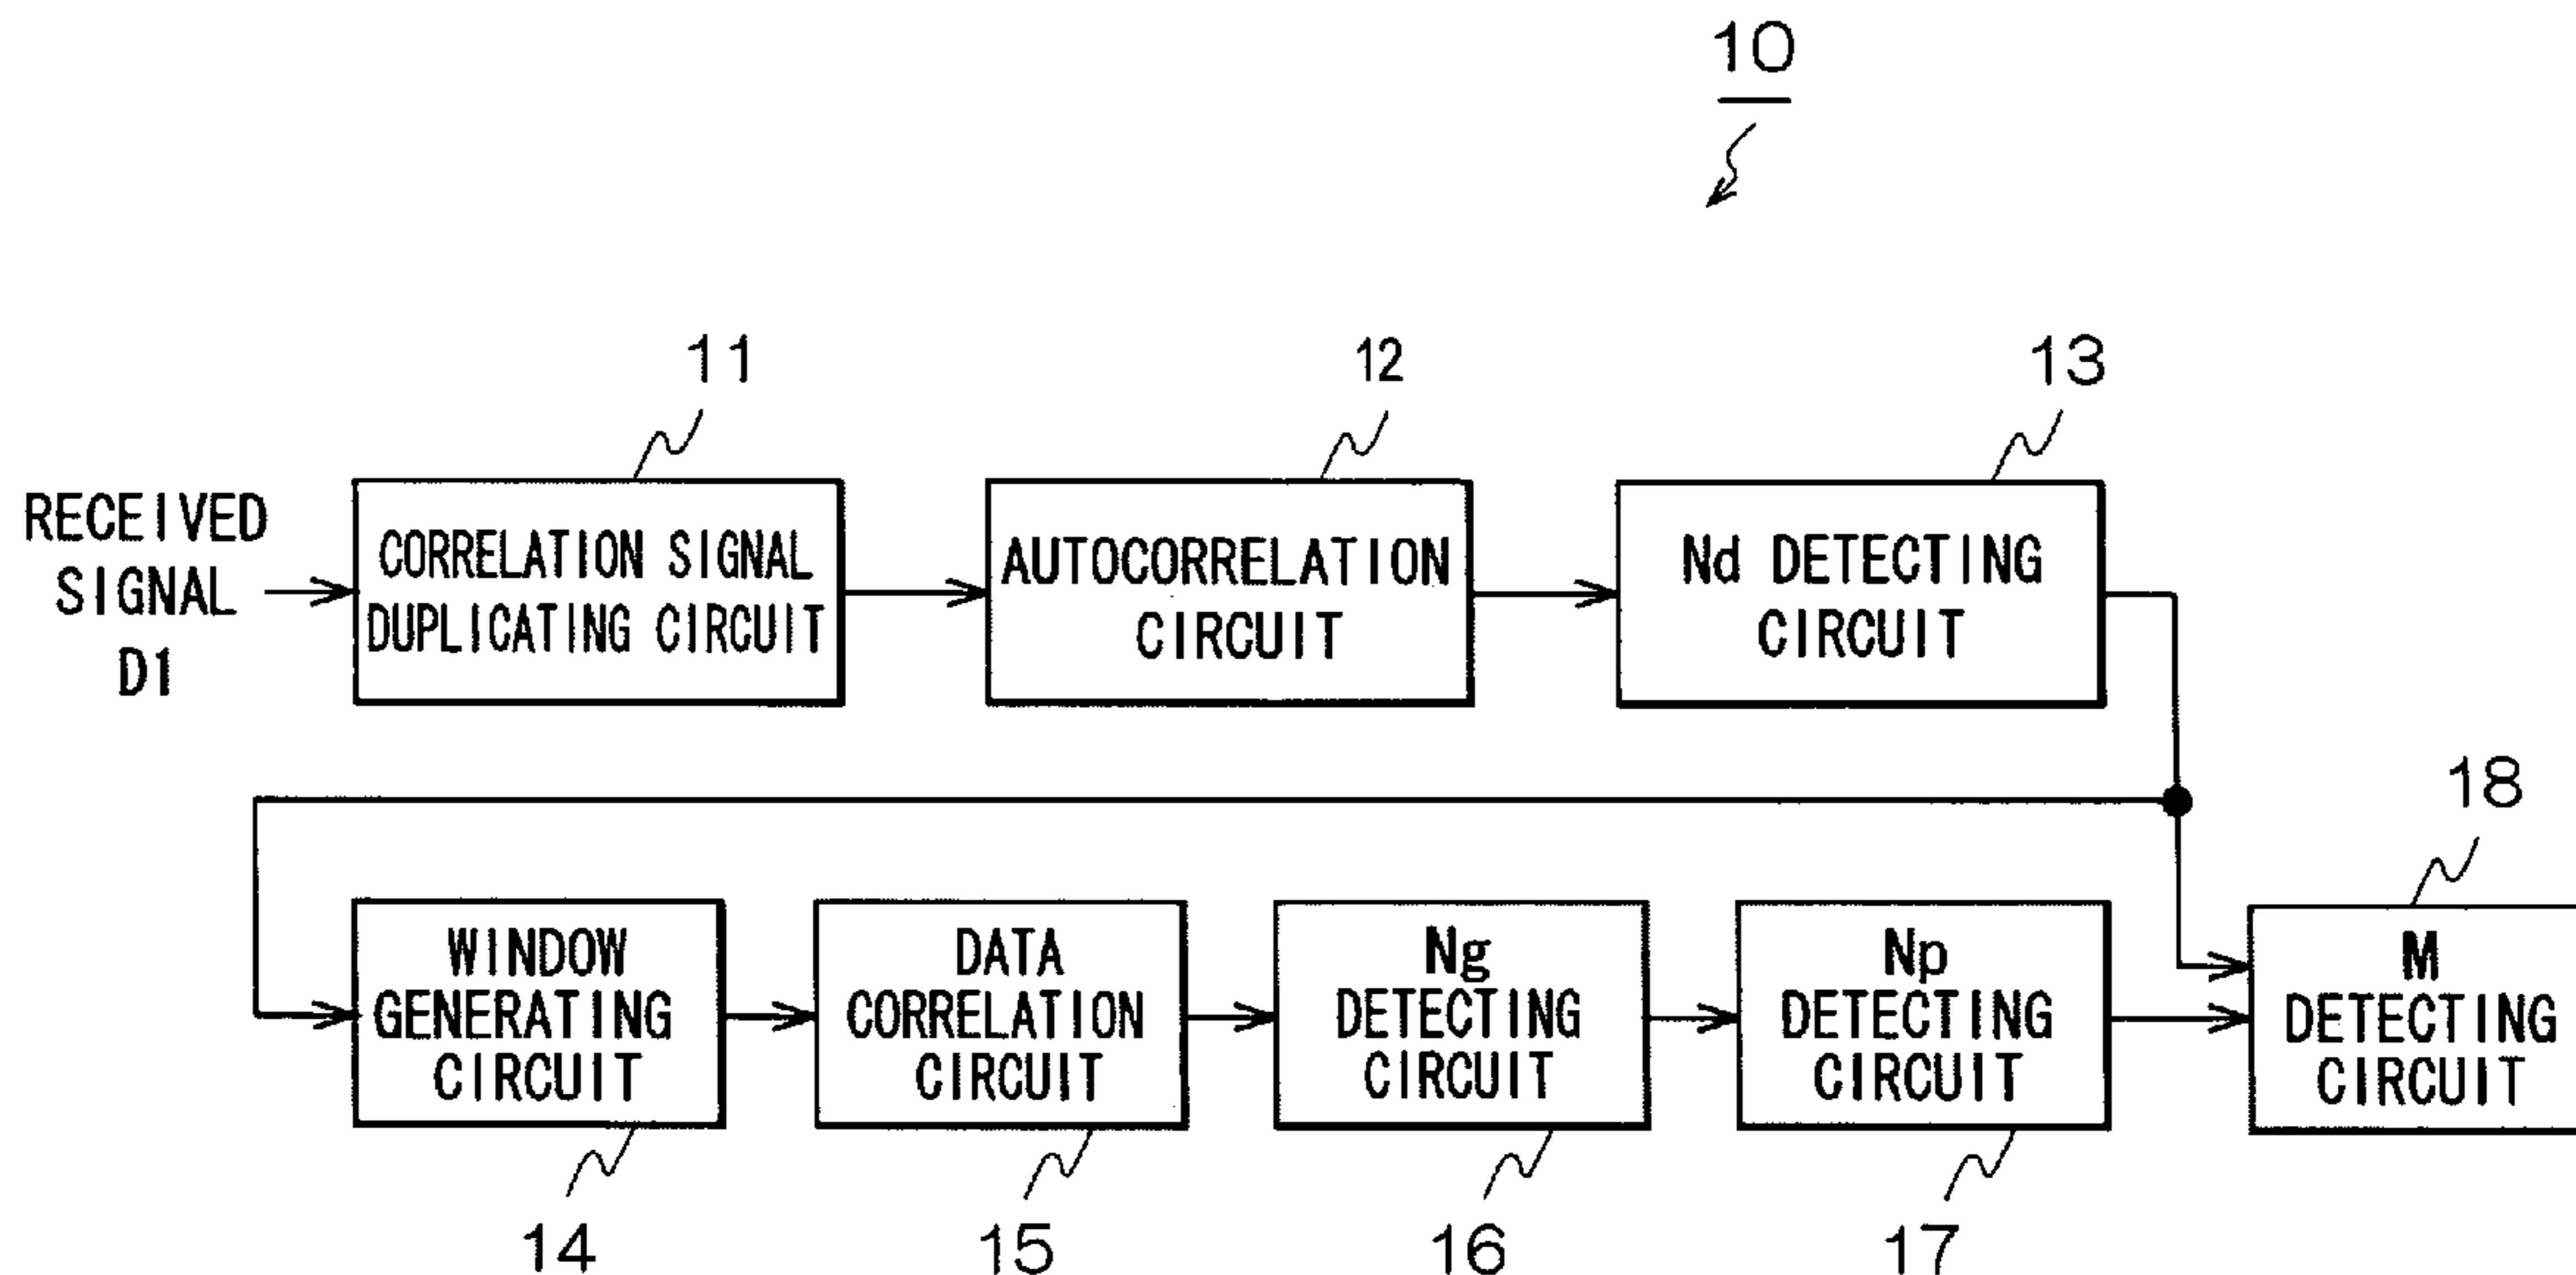 10
11
12
13
RECEIVED
SIGNAL
D1
CORRELATION SIGNAL
DUPLICATING CIRCUIT
AUTOCORRELATION
CIRCUIT
Nd DETECTING
CIRCUIT
18
WINDOW
GENERATING
CIRCUIT
DATA
CORRELATION
CIRCUIT
Ng
DETECTING
CIRCUIT
Np
DETECTING
CIRCUIT
M
DETECTING
CIRCUIT
14
15
16
17